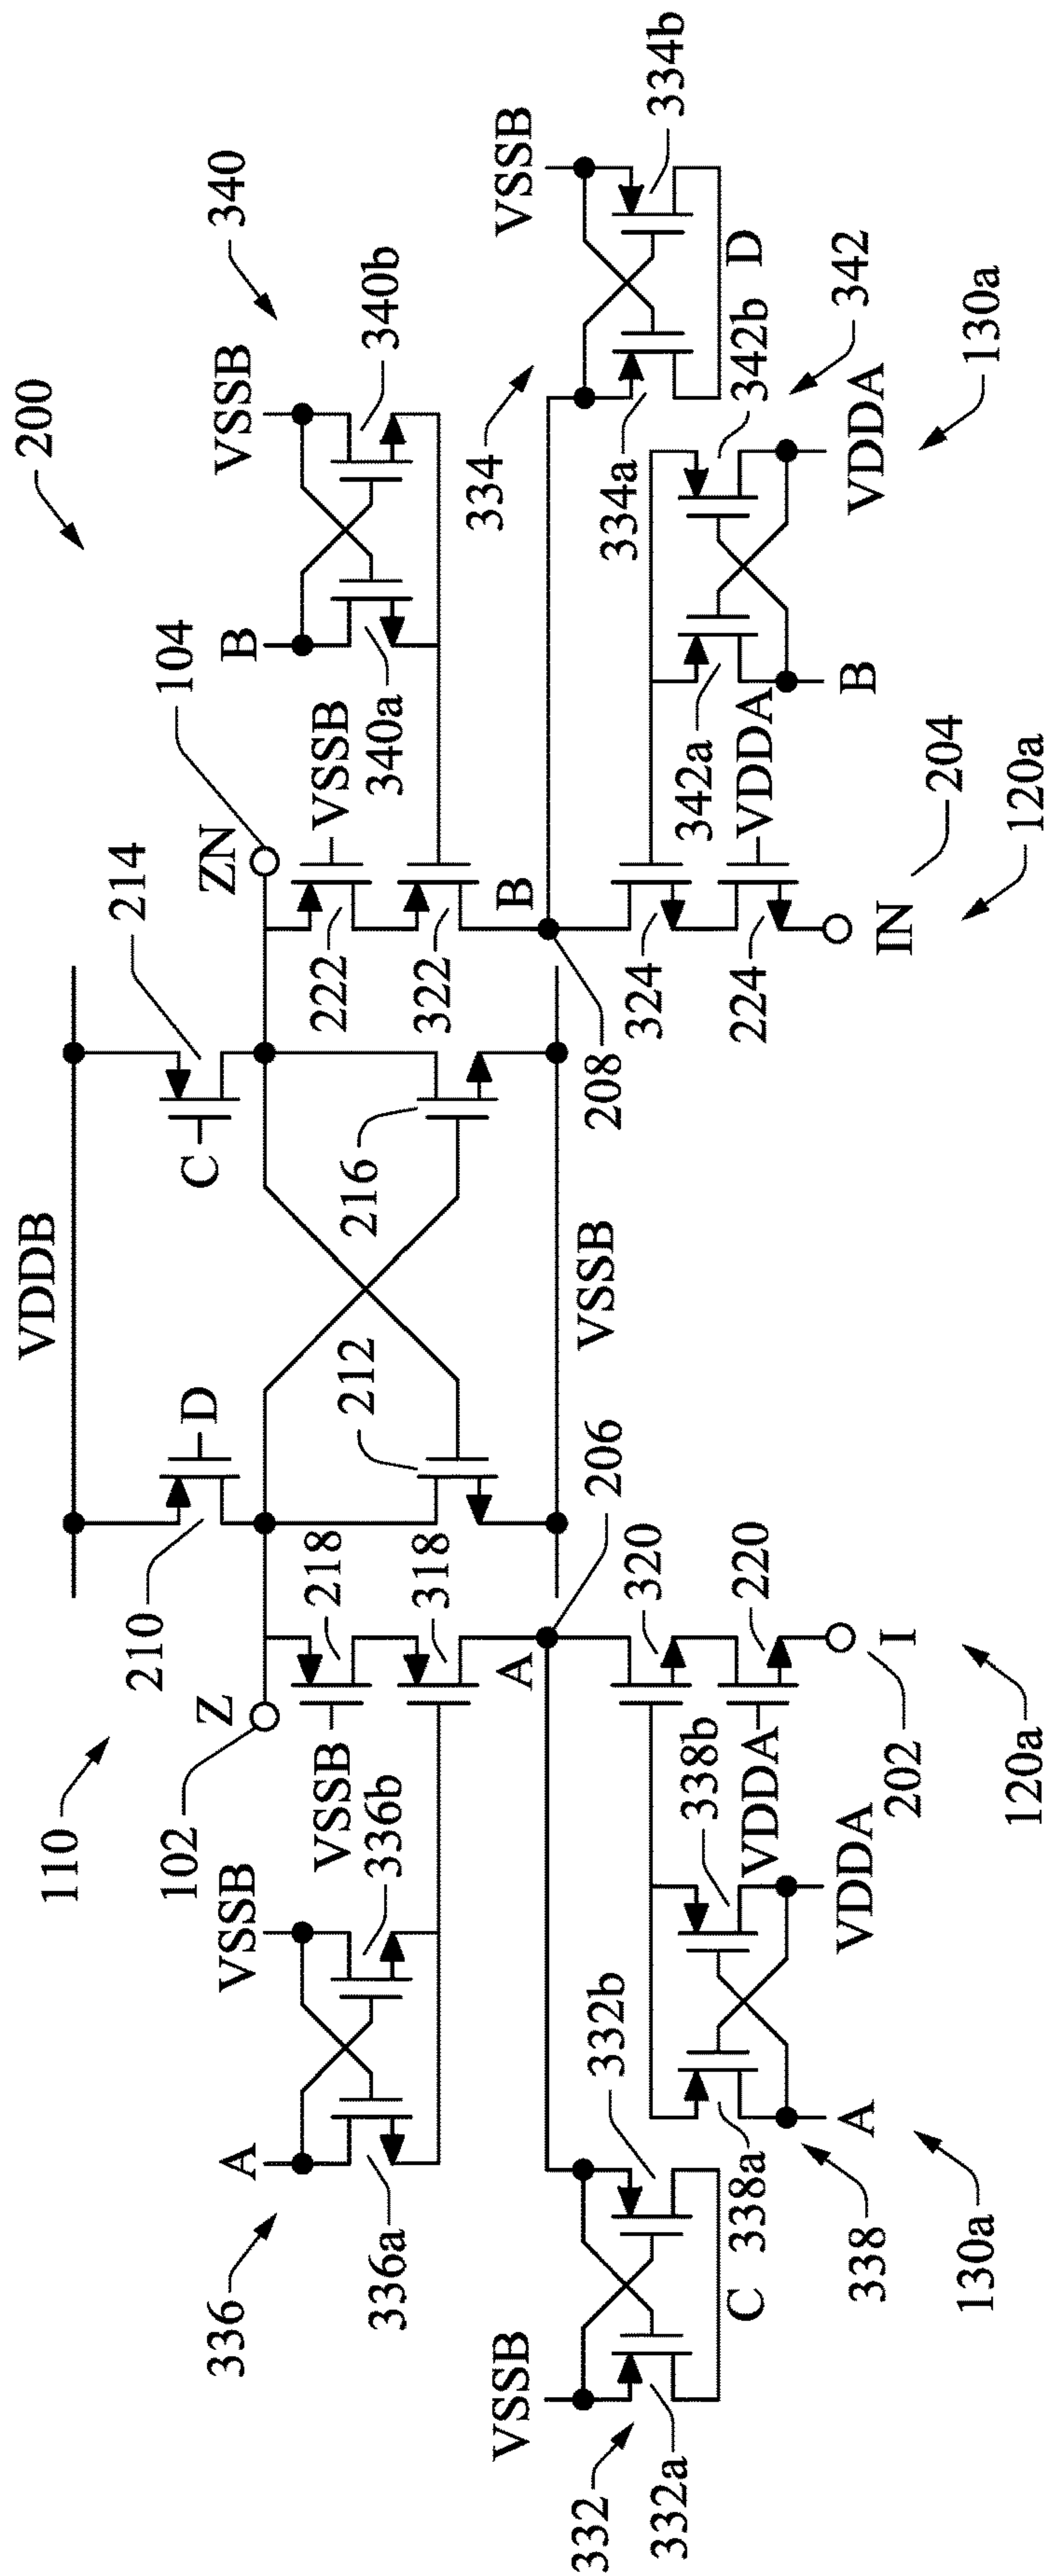 200
110
VDDB
340
336
A
VSSB
102
Z
210
D
C
214
ZN
104
B
VSSB
336a
336b
VSSB
218
318
212
216
222
322
VSSB
340a
340b
332
VSSB
A
206
VSSB
208
B
334
VSSB
332a
332b
C
338a
338b
320
220
VDDA
324
224
VDDA
342a
334a
342b
D
334b
338
A
VDDA
202
I
IN
204
B
VDDA
342
130a
120a
120a
130a